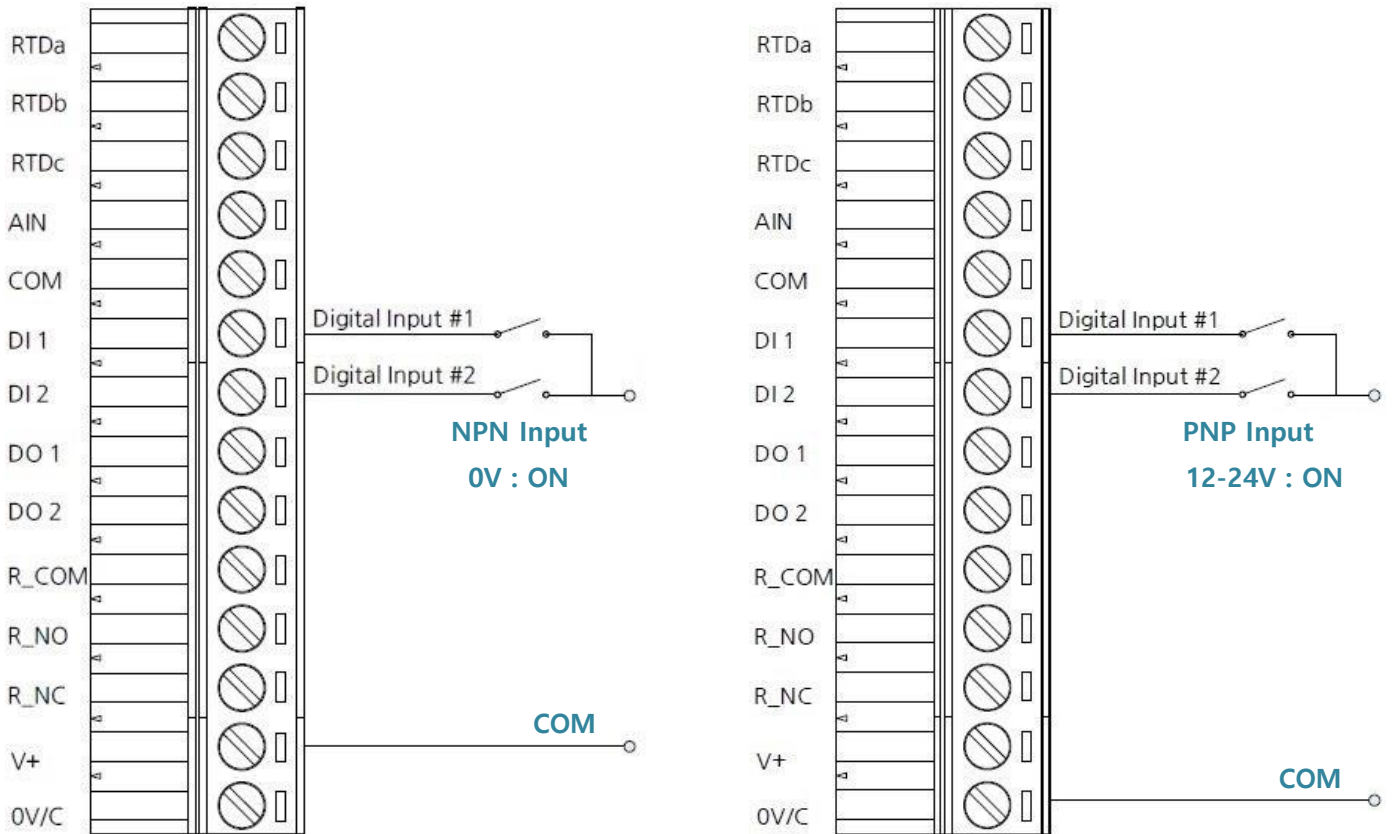 RTDa
RTDb
RTDc
AIN
COM
DI 1
DI 2
DO 1
DO 2
R_COM
R_NO
R_NC
V+
0V/C
Digital Input #1
Digital Input #2
NPN Input
0V : ON
COM
RTDa
RTDb
RTDc
AIN
COM
DI 1
DI 2
DO 1
DO 2
R_COM
R_NO
R_NC
V+
0V/C
Digital Input #1
Digital Input #2
PNP Input
12-24V : ON
COM